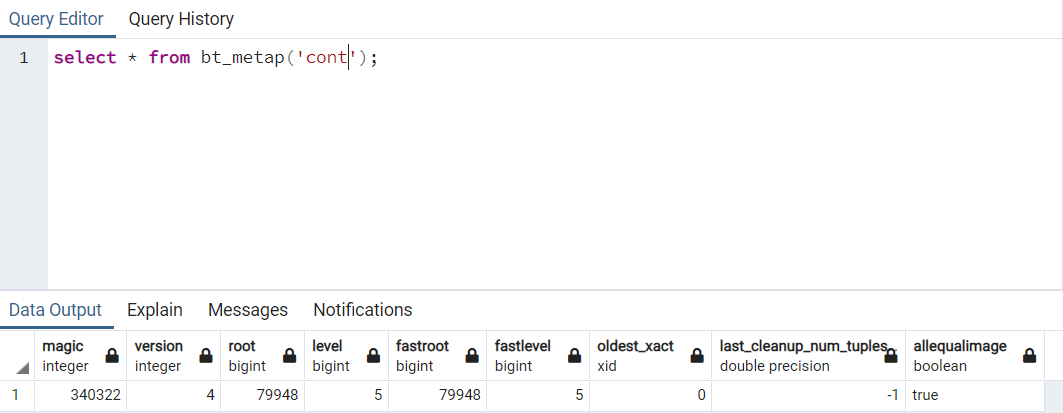 Query Editor Query History
1 select * from bt_metap('cont');
Data Output Explain Messages Notifications
magic version root level fastroot fastlevel oldest_xact last_cleanup_num_tuples allequalimage
integer integer bigint bigint bigint bigint xid double precision boolean
1 340322 4 79948 5 79948 5 0 -1 true